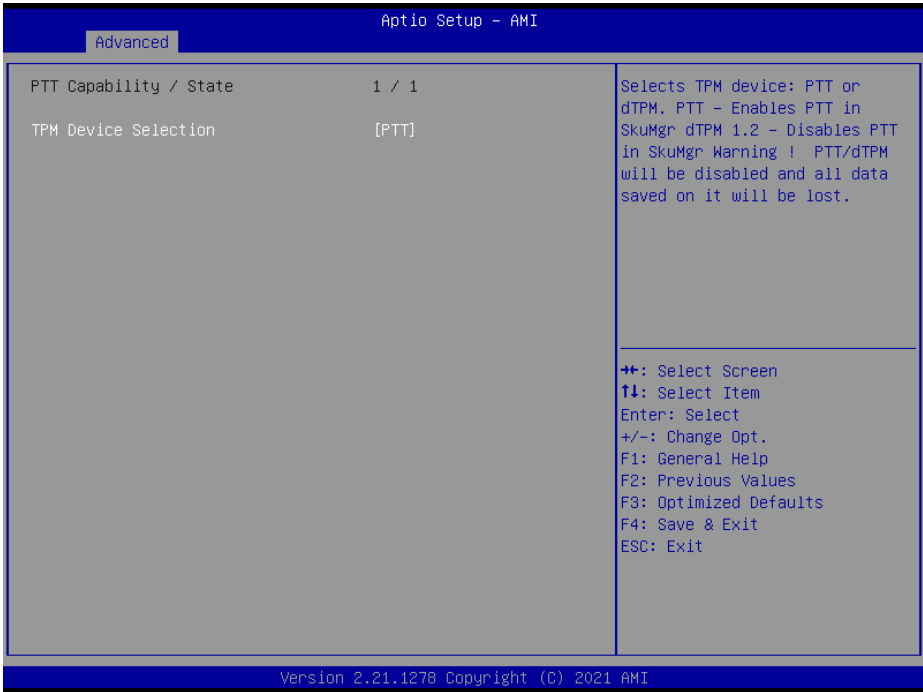 Aptio Setup – AMI
Advanced
PTT Capability / State 1 / 1
TPM Device Selection [PTT]
Selects TPM device: PTT or
dTPM. PTT – Enables PTT in
SkuMgr dTPM 1.2 – Disables PTT
in SkuMgr Warning ! PTT/dTPM
will be disabled and all data
saved on it will be lost.
→←: Select Screen
↑↓: Select Item
Enter: Select
+/-: Change Opt.
F1: General Help
F2: Previous Values
F3: Optimized Defaults
F4: Save & Exit
ESC: Exit
Version 2.21.1278 Copyright (C) 2021 AMI